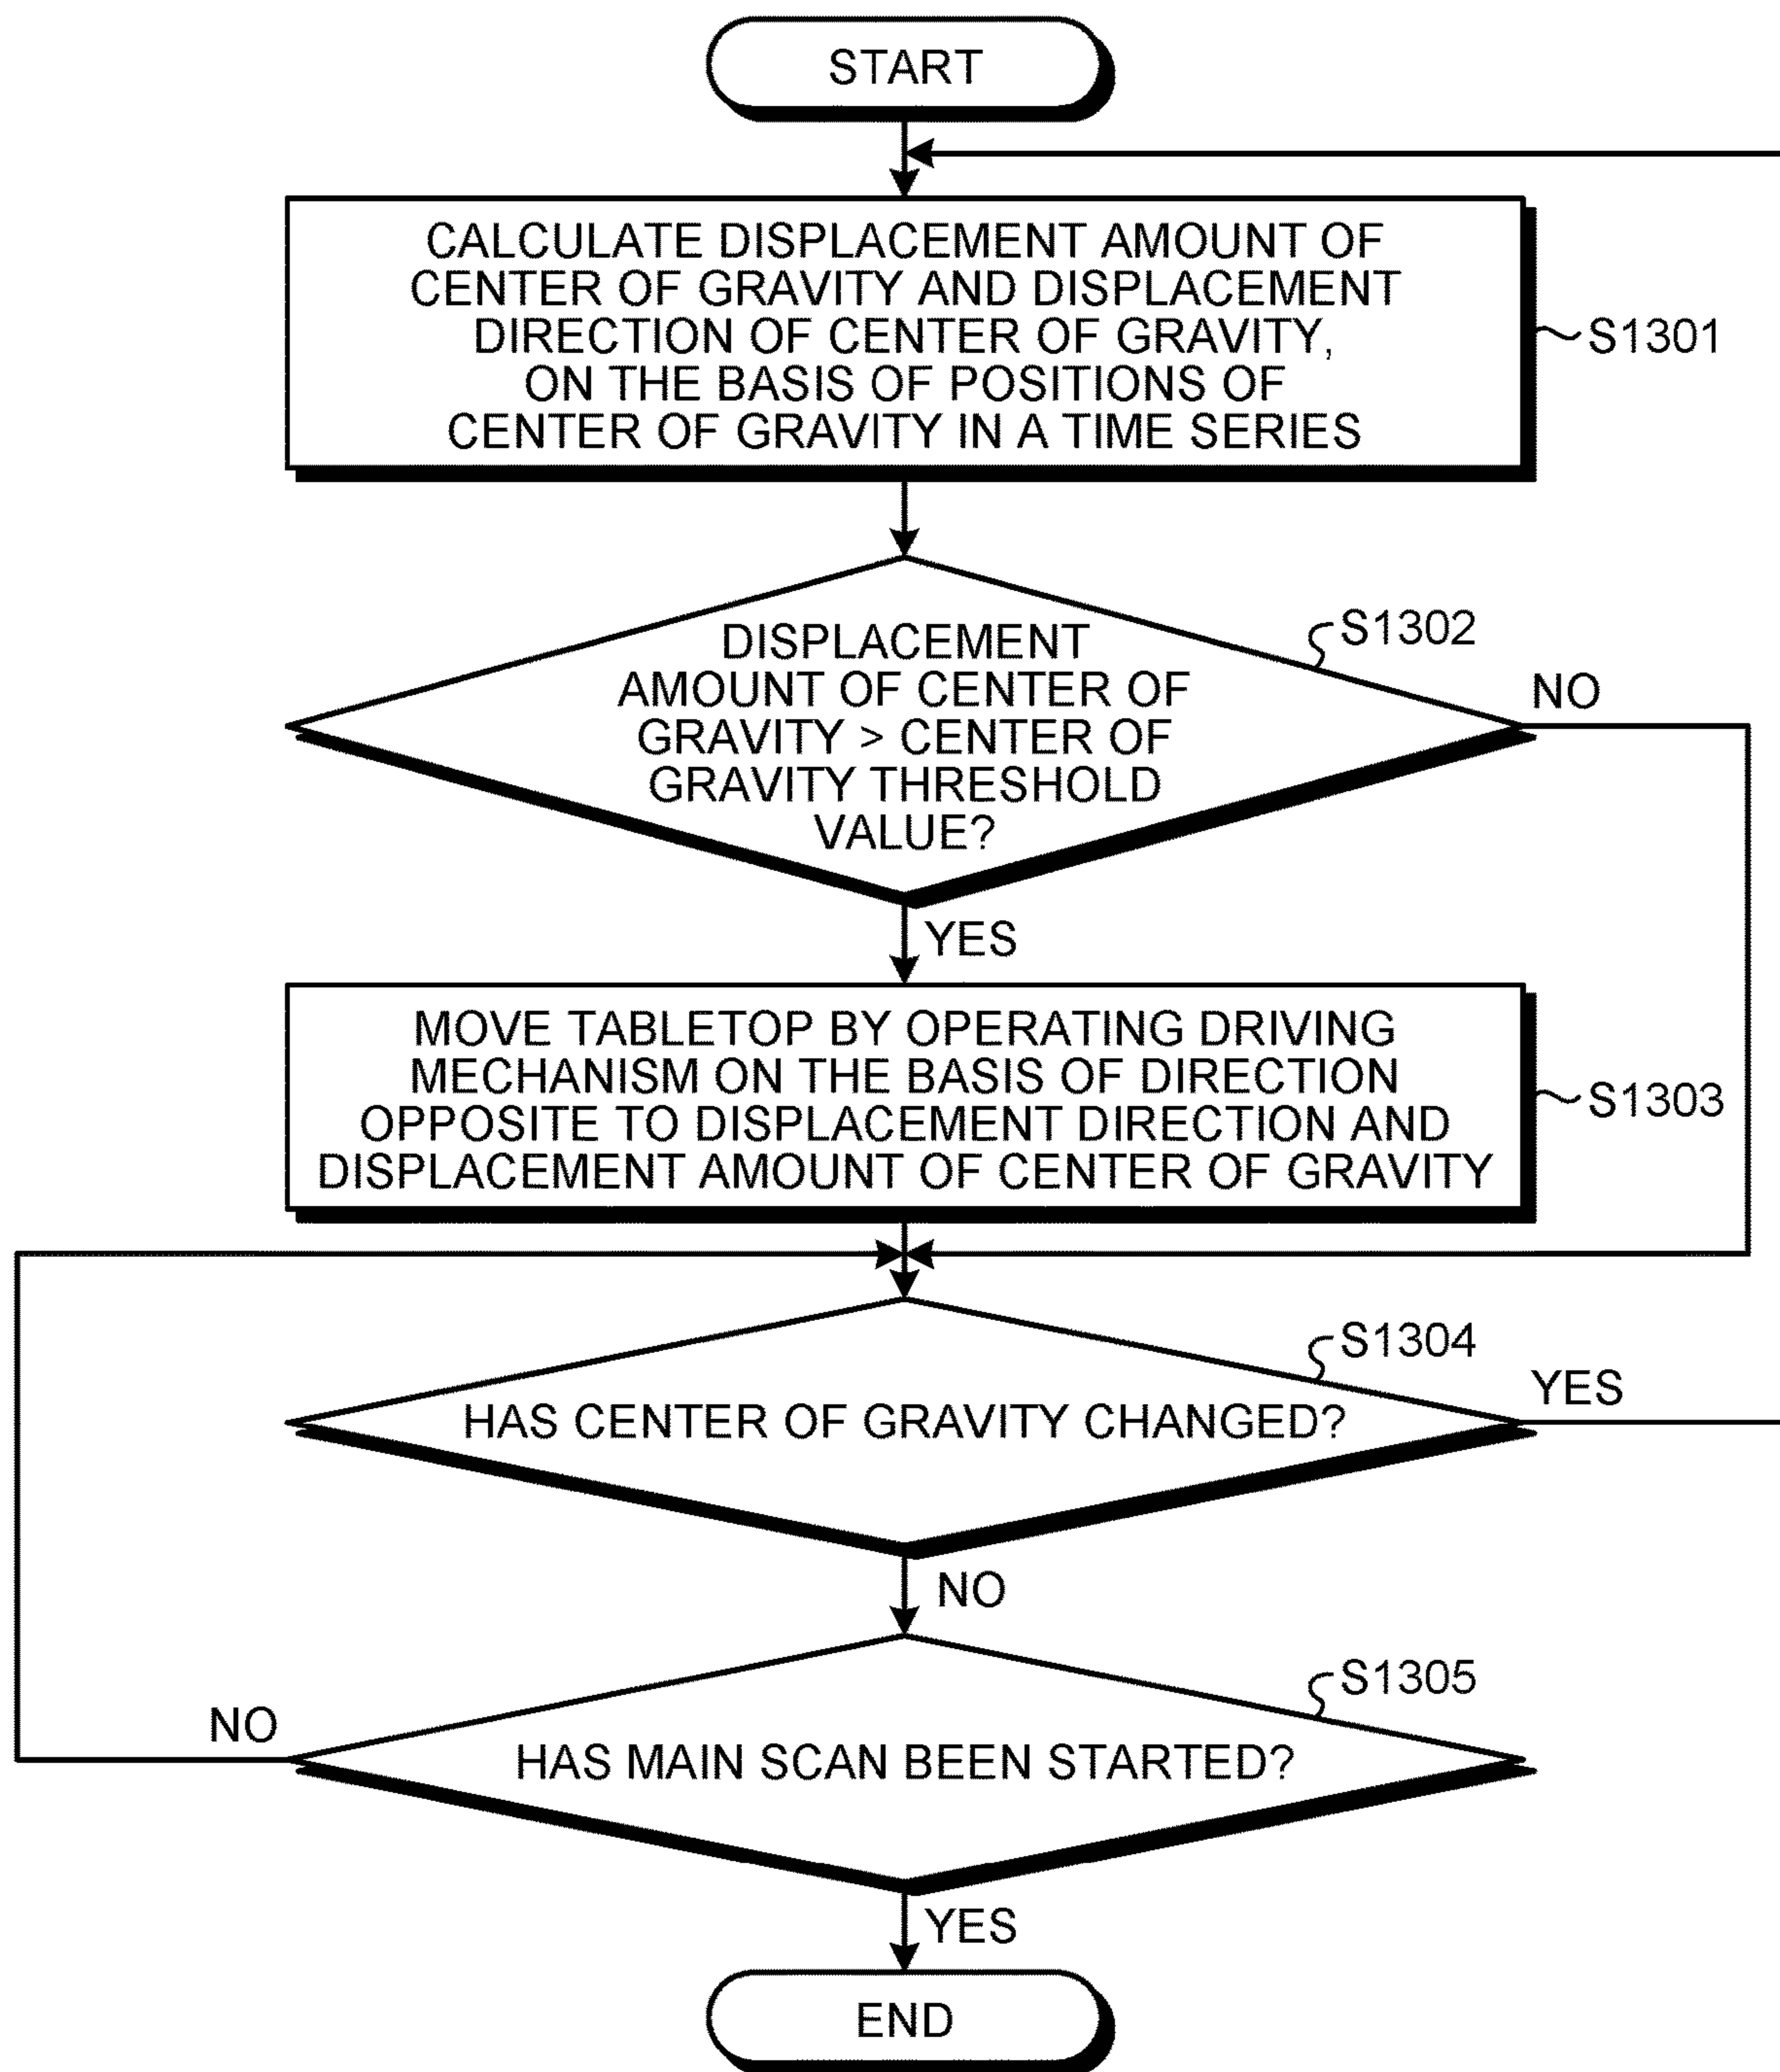 START
CALCULATE DISPLACEMENT AMOUNT OF
CENTER OF GRAVITY AND DISPLACEMENT
DIRECTION OF CENTER OF GRAVITY,
ON THE BASIS OF POSITIONS OF
CENTER OF GRAVITY IN A TIME SERIES
S1301
S1302
DISPLACEMENT
AMOUNT OF CENTER OF
GRAVITY > CENTER OF
GRAVITY THRESHOLD
VALUE?
NO
YES
MOVE TABLETOP BY OPERATING DRIVING
MECHANISM ON THE BASIS OF DIRECTION
OPPOSITE TO DISPLACEMENT DIRECTION AND
DISPLACEMENT AMOUNT OF CENTER OF GRAVITY
S1303
S1304
HAS CENTER OF GRAVITY CHANGED?
YES
NO
S1305
HAS MAIN SCAN BEEN STARTED?
NO
YES
END